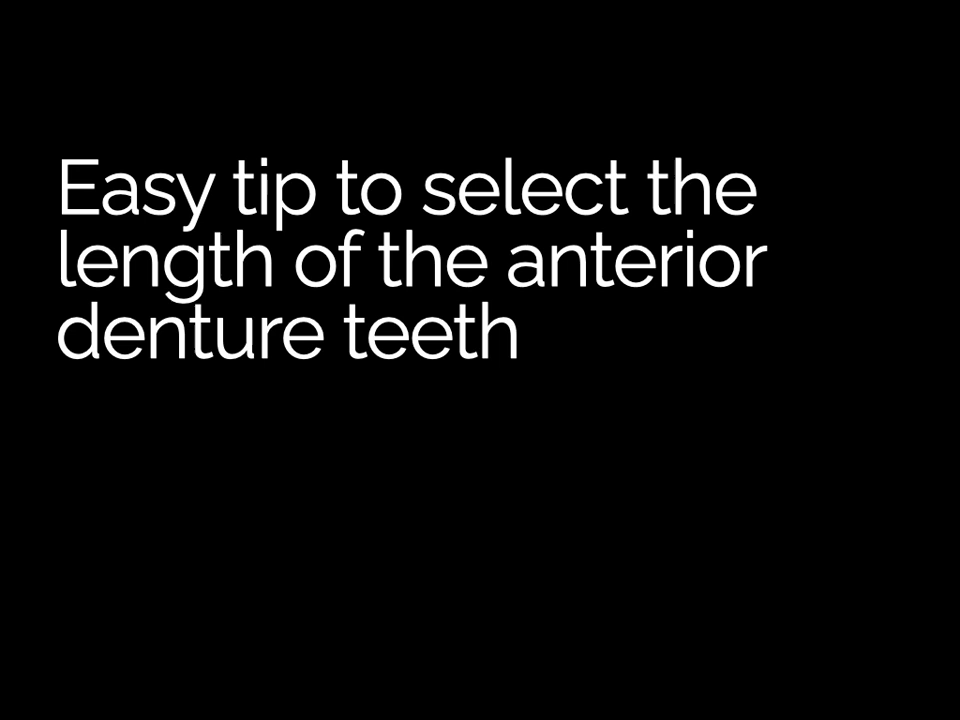 Easy tip to select the
length of the anterior
denture teeth